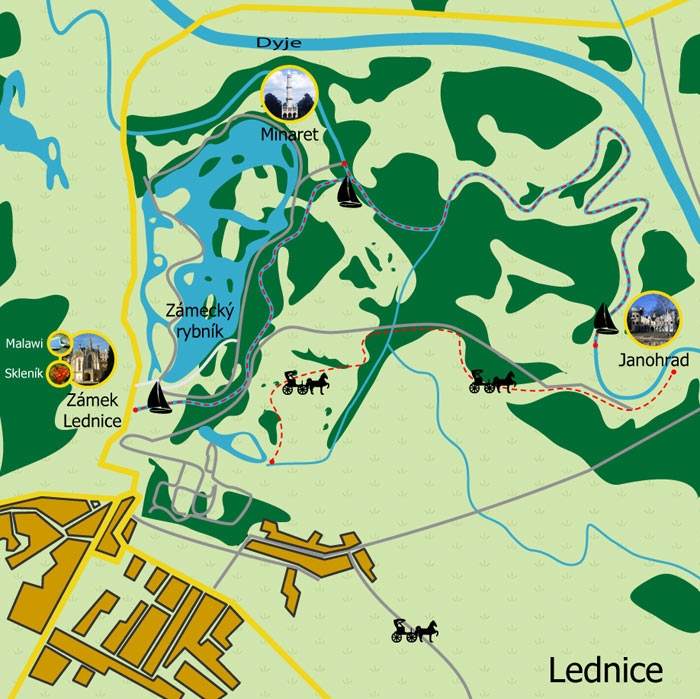 Dyje
Minaret
Zámecký
rybník
Malawi
Skleník
Zámek
Lednice
Janohrad
Lednice